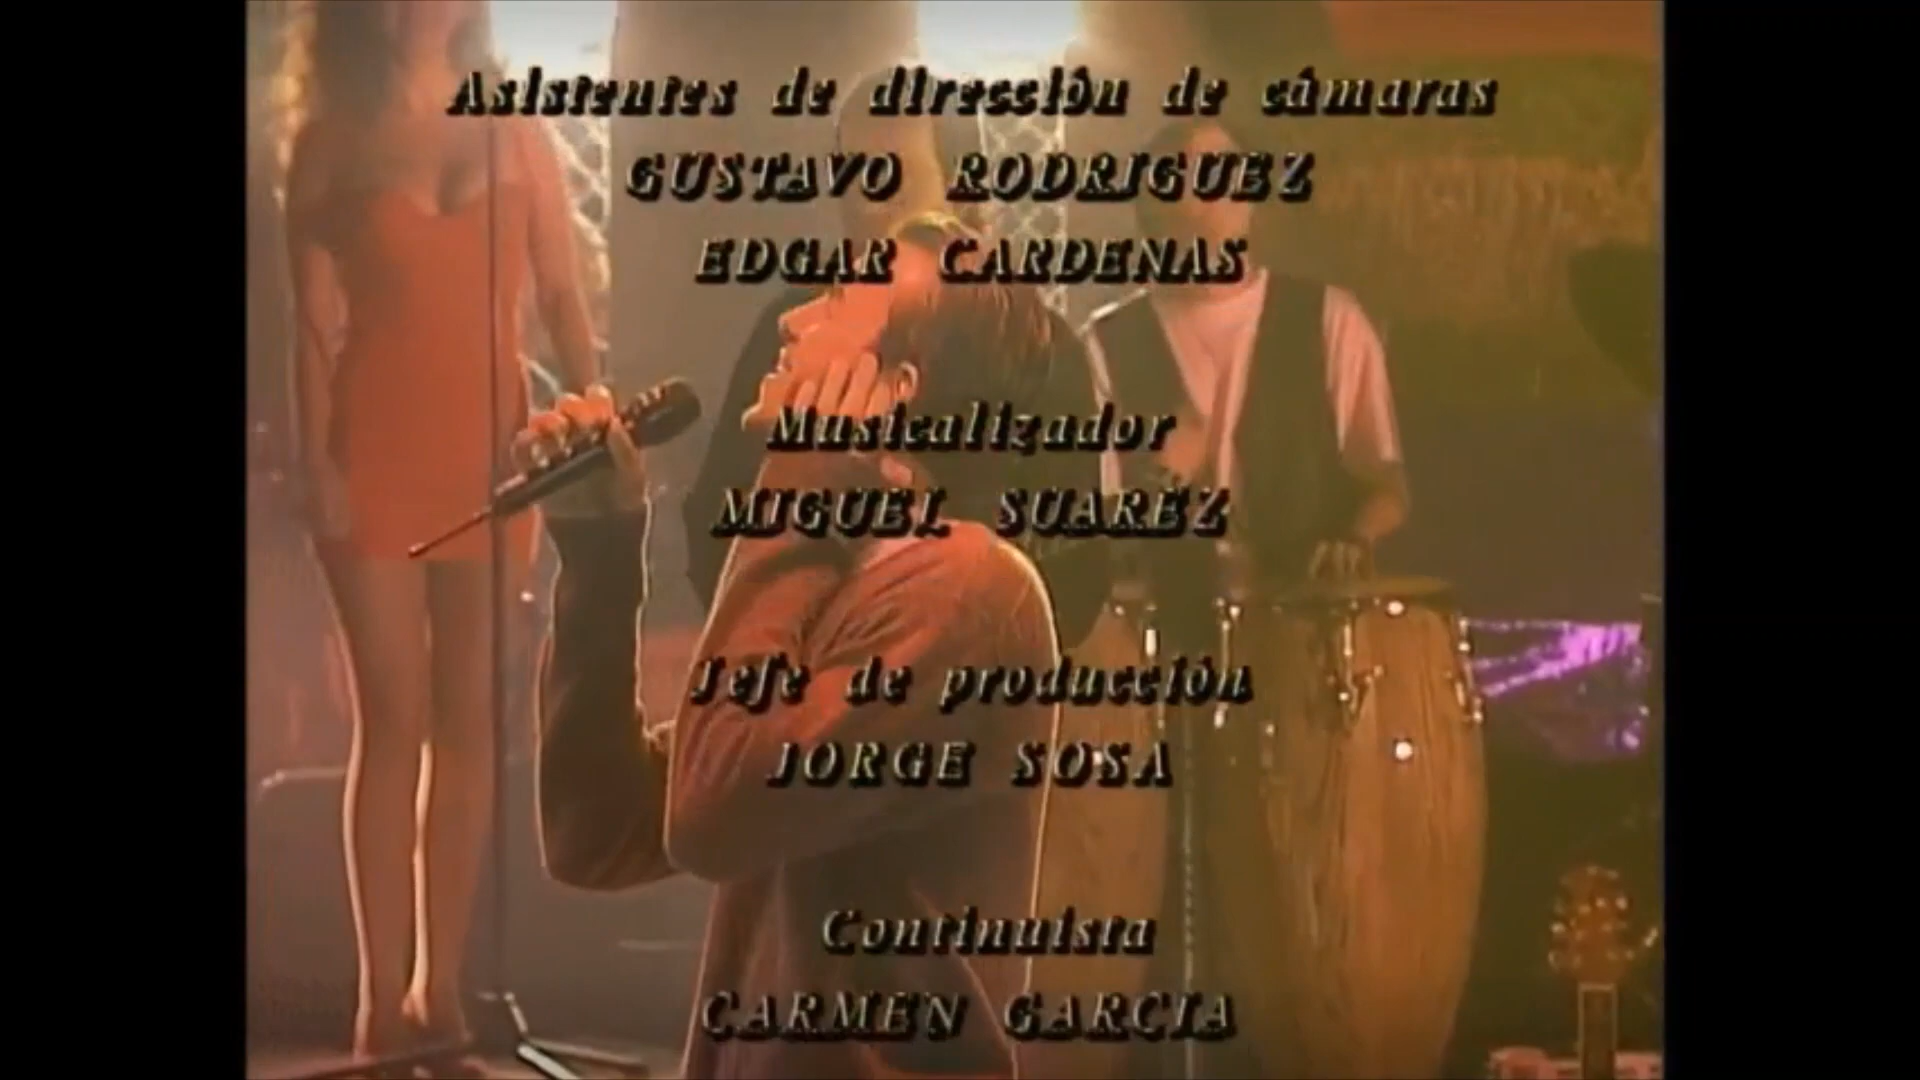 Asistentes de dirección de cámaras
GUSTAVO RODRIGUEZ
EDGAR CARDENAS
Musicalizador
MIGUEL SUAREZ
Jefe de producción
JORGE SOSA
Continuista
CARMEN GARCIA